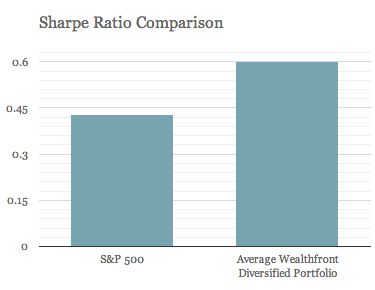 Sharpe Ratio Comparison
0.6
0.45
0.3
0.15
0
S&P 500
Average Wealthfront
Diversified Portfolio